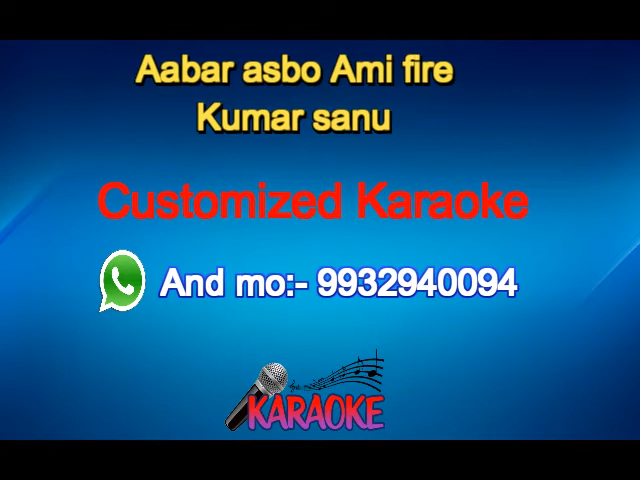 Aabar asbo Ami fire
Kumar sanu
Customized Karaoke
And mo:- 9932940094
KARAOKE